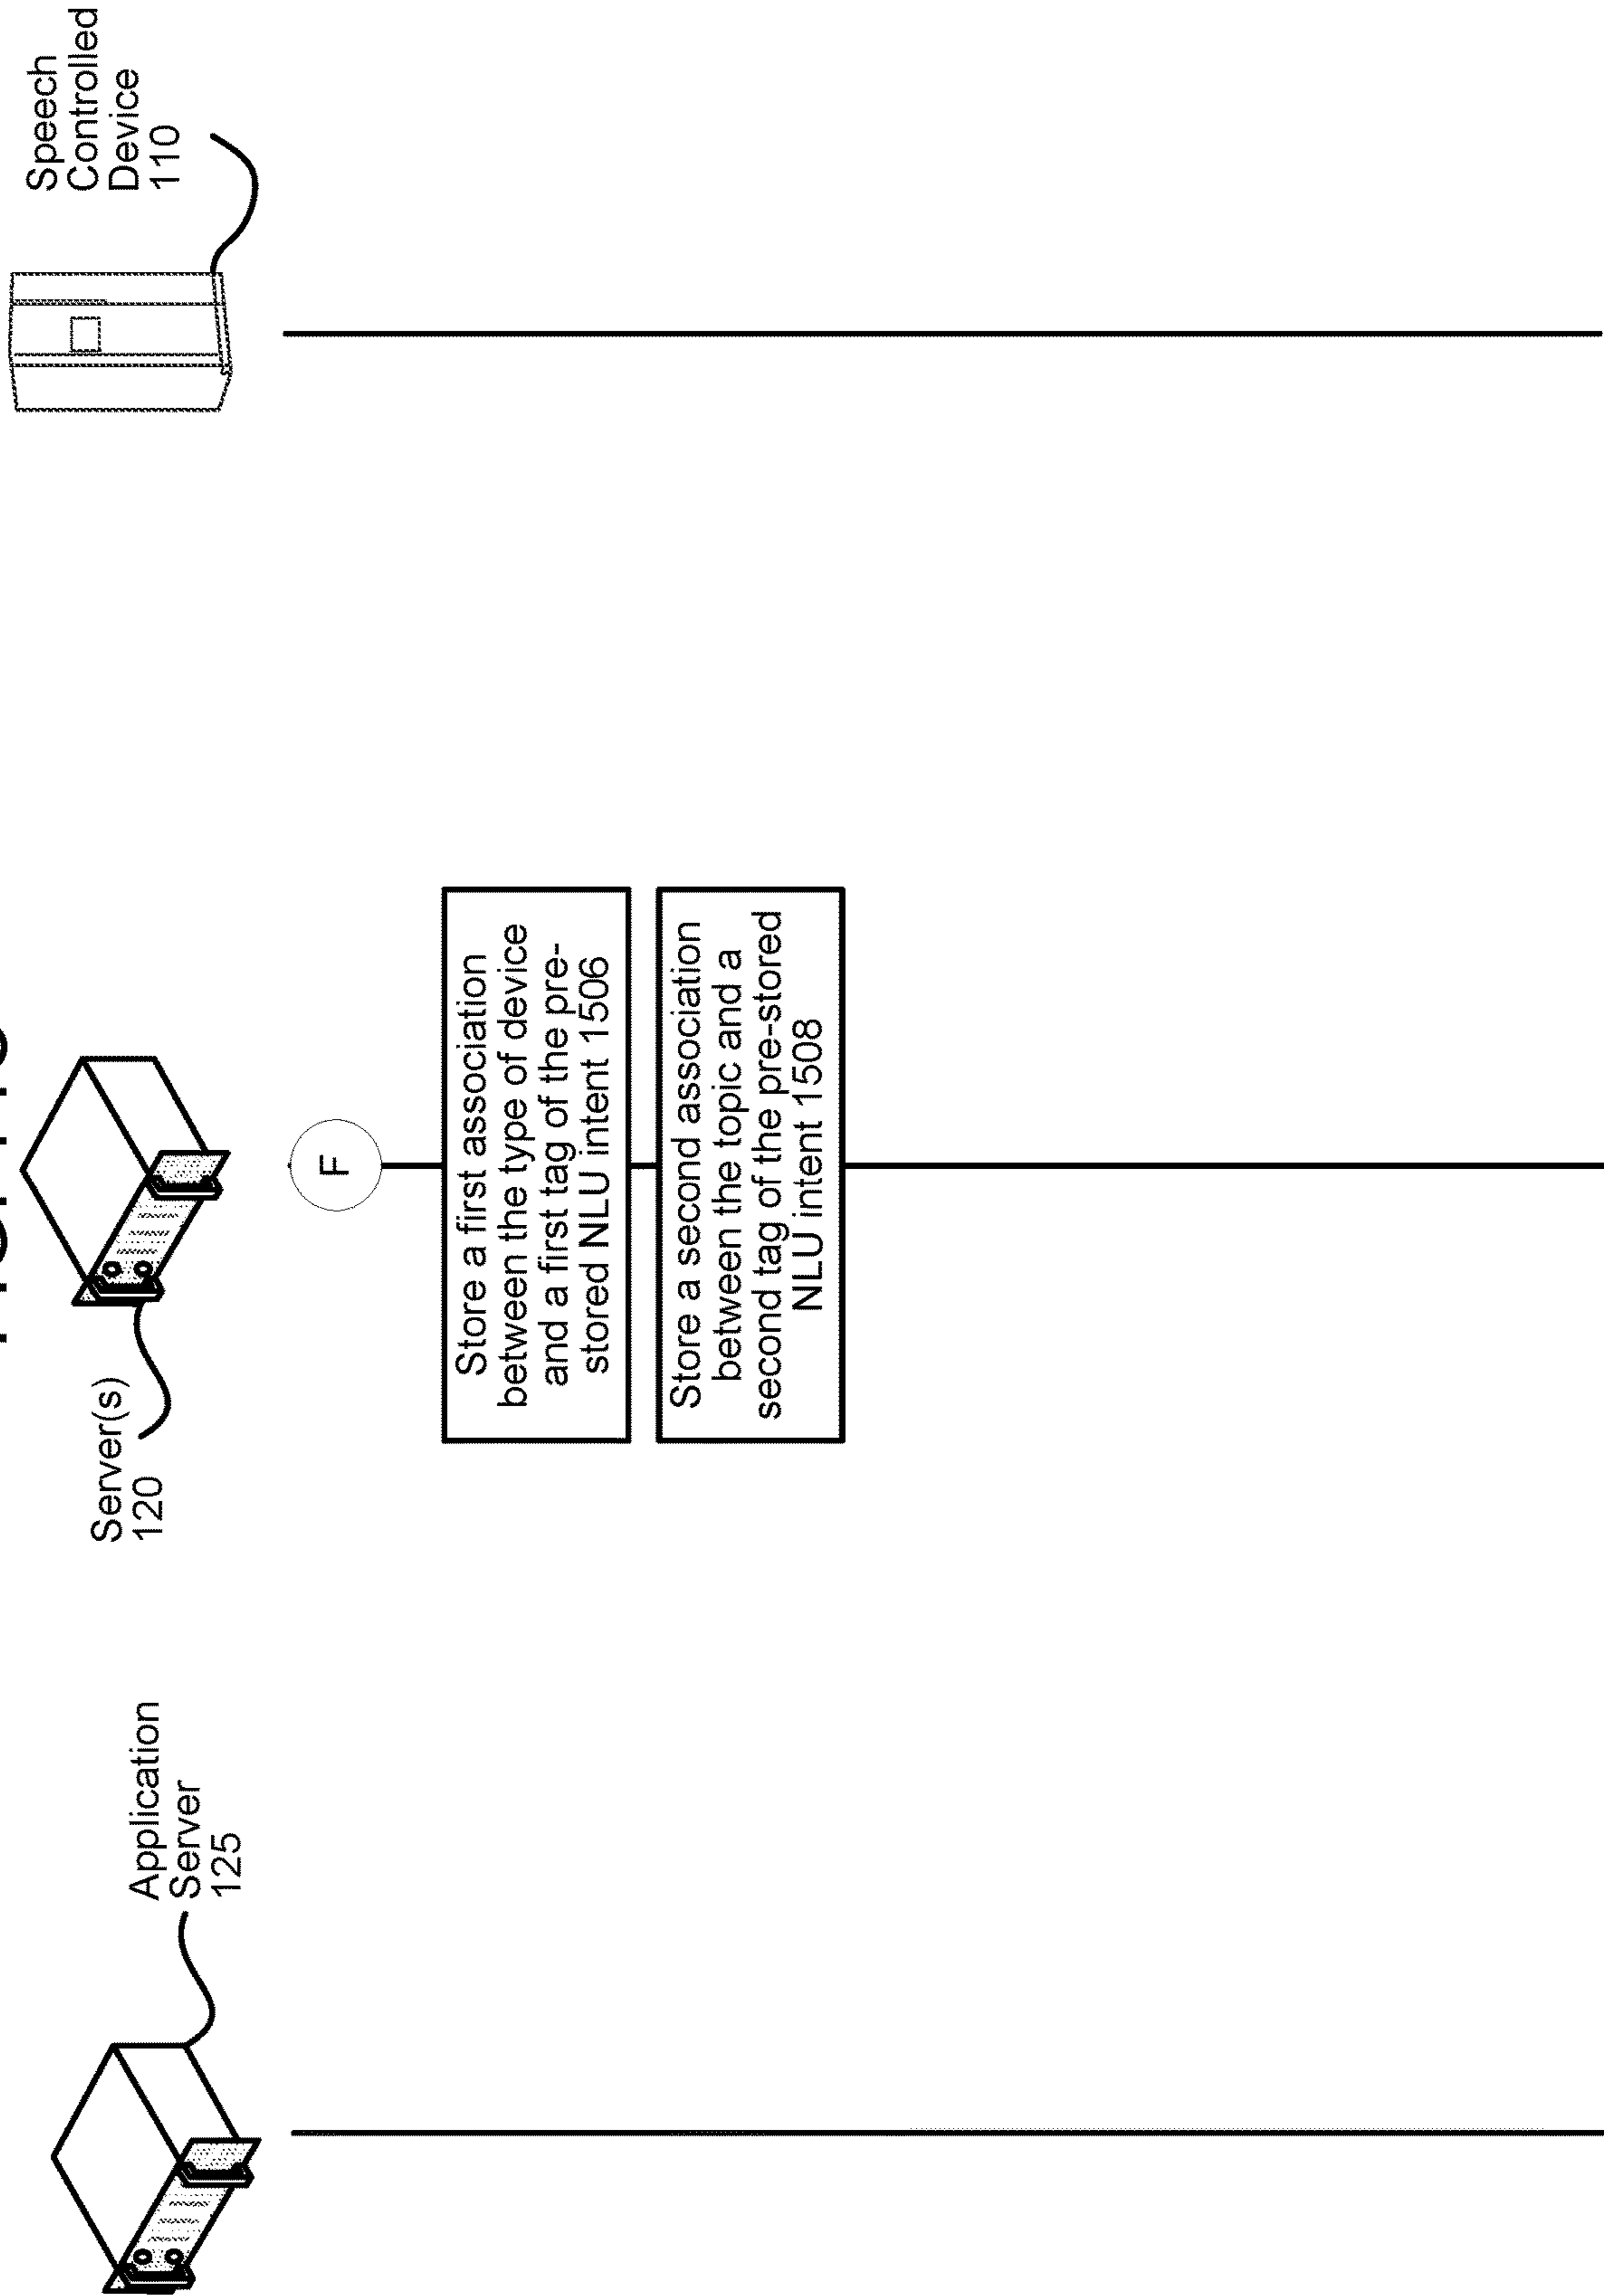 Application
Server
125
Server(s)
120
Speech
Controlled
Device
110
F
Store a first association
between the type of device
and a first tag of the pre-
stored NLU intent 1506
Store a second association
between the topic and a
second tag of the pre-stored
NLU intent 1508